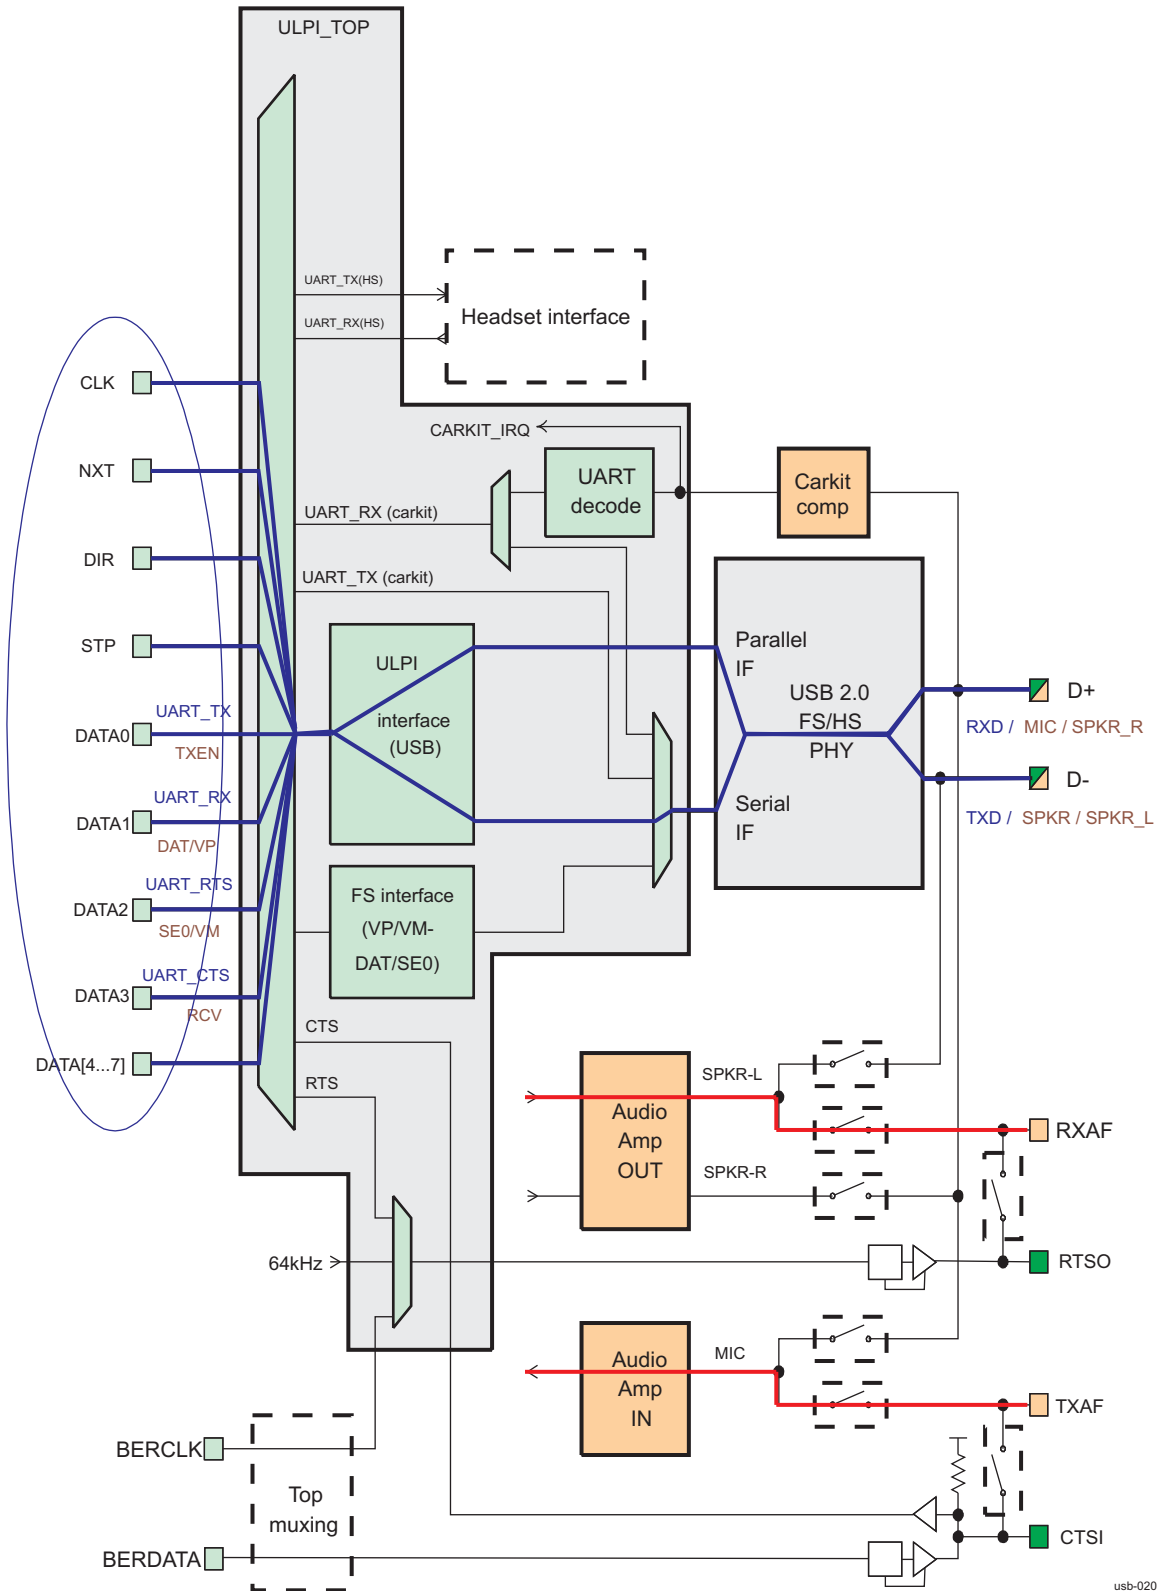 ULPI_TOP
UART_TX(HS)
UART_RX(HS)
Headset interface
CLK
NXT
DIR
STP
UART_TX
DATA0
TXEN
UART_RX
DATA1
DAT/VP
UART_RTS
DATA2
SE0/VM
UART_CTS
DATA3
RCV
DATA[4...7]
CARKIT_IRQ
UART
decode
Carkit
comp
UART_RX (carkit)
UART_TX (carkit)
ULPI
interface
(USB)
FS interface
(VP/VM-
DAT/SE0)
Parallel
IF
USB 2.0
FS/HS
PHY
Serial
IF
D+
RXD / MIC / SPKR_R
D-
TXD / SPKR / SPKR_L
CTS
RTS
SPKR-L
Audio
Amp
OUT
SPKR-R
RXAF
64kHz
RTSO
MIC
Audio
Amp
IN
TXAF
BERCLK
Top
muxing
BERDATA
CTSI
usb-020